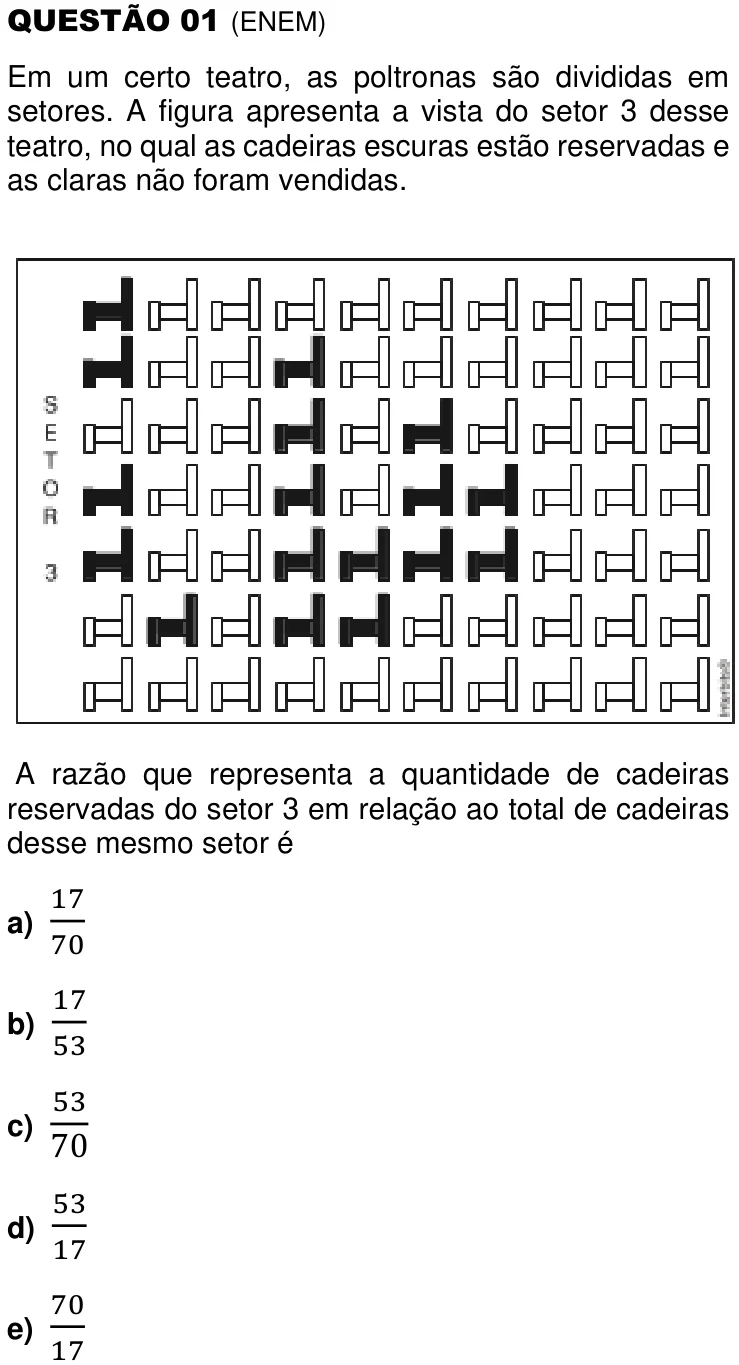 QUESTÃO 01 (ENEM)
Em um certo teatro, as poltronas são divididas em
setores. A figura apresenta a vista do setor 3 desse
teatro, no qual as cadeiras escuras estão reservadas e
as claras não foram vendidas.
SETOR 3
A razão que representa a quantidade de cadeiras
reservadas do setor 3 em relação ao total de cadeiras
desse mesmo setor é
a) 17/70
b) 17/53
c) 53/70
d) 53/17
e) 70/17